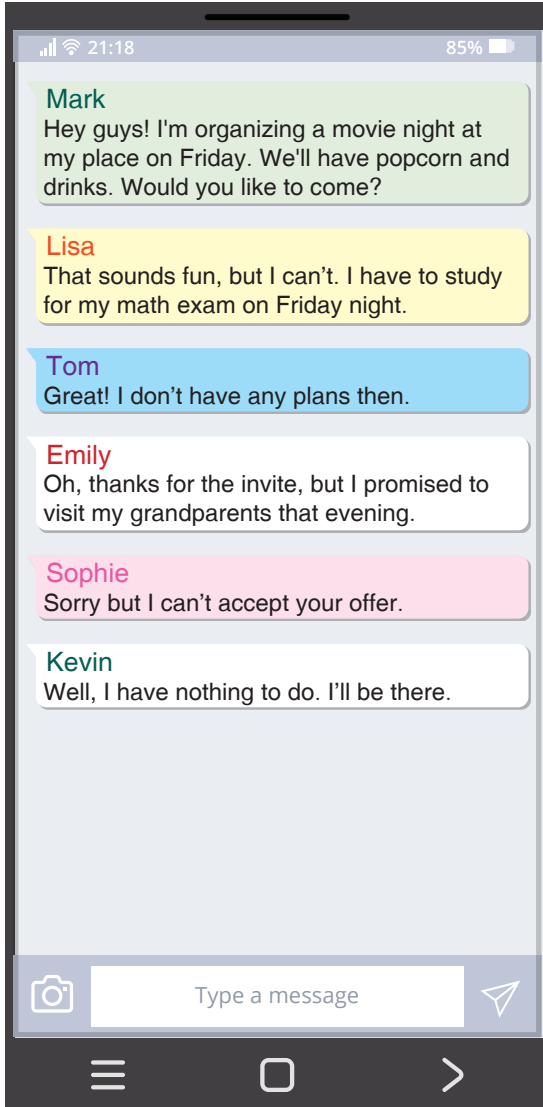 21:18
85%
Mark
Hey guys! I'm organizing a movie night at
my place on Friday. We'll have popcorn and
drinks. Would you like to come?
Lisa
That sounds fun, but I can’t. I have to study
for my math exam on Friday night.
Tom
Great! I don’t have any plans then.
Emily
Oh, thanks for the invite, but I promised to
visit my grandparents that evening.
Sophie
Sorry but I can’t accept your offer.
Kevin
Well, I have nothing to do. I’ll be there.
Type a message